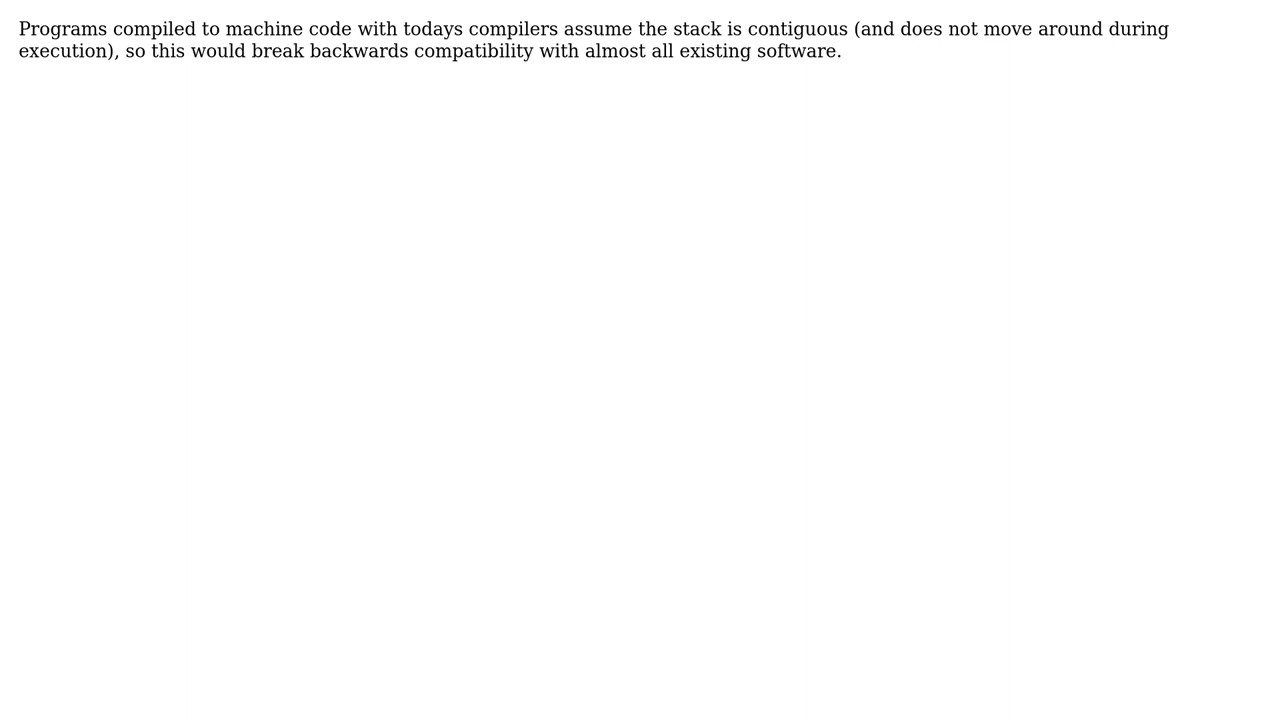 Programs compiled to machine code with todays compilers assume the stack is contiguous (and does not move around during
execution), so this would break backwards compatibility with almost all existing software.